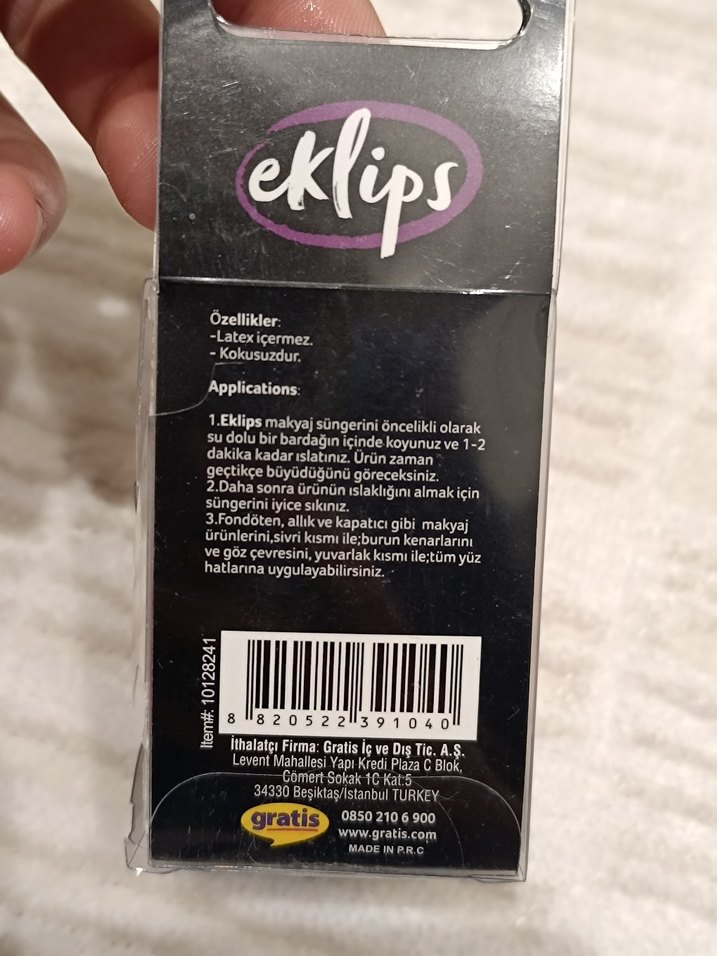 eklips
Özellikler:
-Latex içermez.
- Kokusuzdur.
Applications:
1.Eklips makyaj süngerini öncelikli olarak
su dolu bir bardağın içinde koyunuz ve 1-2
dakika kadar ıslatınız. Ürün zaman
geçtikçe büyüdüğünü göreceksiniz.
2.Daha sonra ürünün ıslaklığını almak için
süngerini iyice sıkınız.
3.Fondöten, allık ve kapatıcı gibi makyaj
ürünlerini,sivri kısmı ile;burun kenarlarını
ve göz çevresini, yuvarlak kısmı ile;tüm yüz
hatlarına uygulayabilirsiniz.
Item#: 10128241
8 820522 391040
İthalatçı Firma: Gratis İç ve Dış Tic. A.Ş.
Levent Mahallesi Yapı Kredi Plaza C Blok,
Cömert Sokak 1C Kat:5
34330 Beşiktaş/İstanbul TURKEY
gratis
0850 210 6 900
www.gratis.com
MADE IN P.R.C